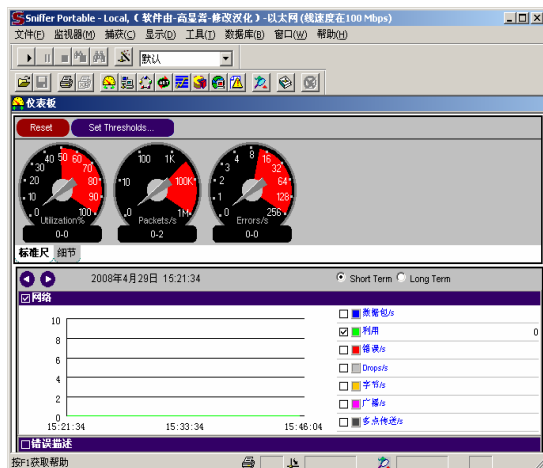 Sniffer Portable - Local, ( 软件由-高显嵩-修改汉化 ) -以太网 (线速度在100 Mbps)
文件(F) 监视器(M) 捕获(C) 显示(D) 工具(T) 数据库(B) 窗口(W) 帮助(H)
默认
仪表板
Reset Set Thresholds...
0 10 20 30 40 50 60 70 80 90 100
Utilization%
0-0
0 10 100 1K 100K 1M
Packets/s
0-2
0 1 2 4 8 16 32 64 128 256
Errors/s
0-0
标准尺 细节
2008年4月29日 15:21:34 Short Term Long Term
网络
10
8
6
4
2
0
15:21:34 15:33:34 15:46:04
数据包/s
利用 0
错误/s
Drops/s
字节/s
广播/s
多点传送/s
错误描述
按F1获取帮助